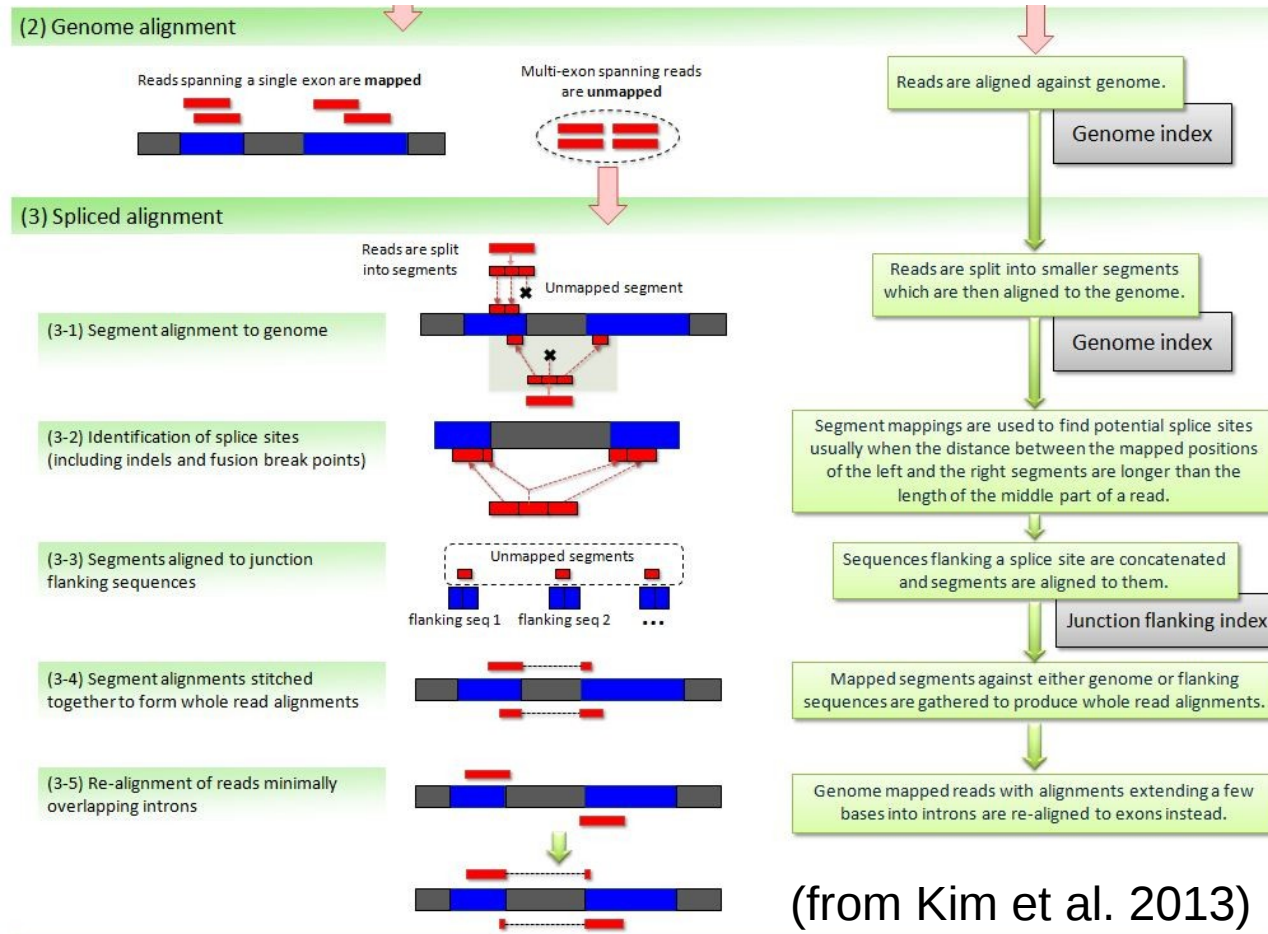 (2) Genome alignment
Reads spanning a single exon are mapped
Multi-exon spanning reads
are unmapped
Reads are aligned against genome.
Genome index
(3) Spliced alignment
Reads are split
into segments
Unmapped segment
Reads are split into smaller segments
which are then aligned to the genome.
(3-1) Segment alignment to genome
Genome index
(3-2) Identification of splice sites
(including indels and fusion break points)
Segment mappings are used to find potential splice sites
usually when the distance between the mapped positions
of the left and the right segments are longer than the
length of the middle part of a read.
(3-3) Segments aligned to junction
flanking sequences
Unmapped segments
flanking seq 1
flanking seq 2
...
Sequences flanking a splice site are concatenated
and segments are aligned to them.
Junction flanking index
(3-4) Segment alignments stitched
together to form whole read alignments
Mapped segments against either genome or flanking
sequences are gathered to produce whole read alignments.
(3-5) Re-alignment of reads minimally
overlapping introns
Genome mapped reads with alignments extending a few
bases into introns are re-aligned to exons instead.
(from Kim et al. 2013)